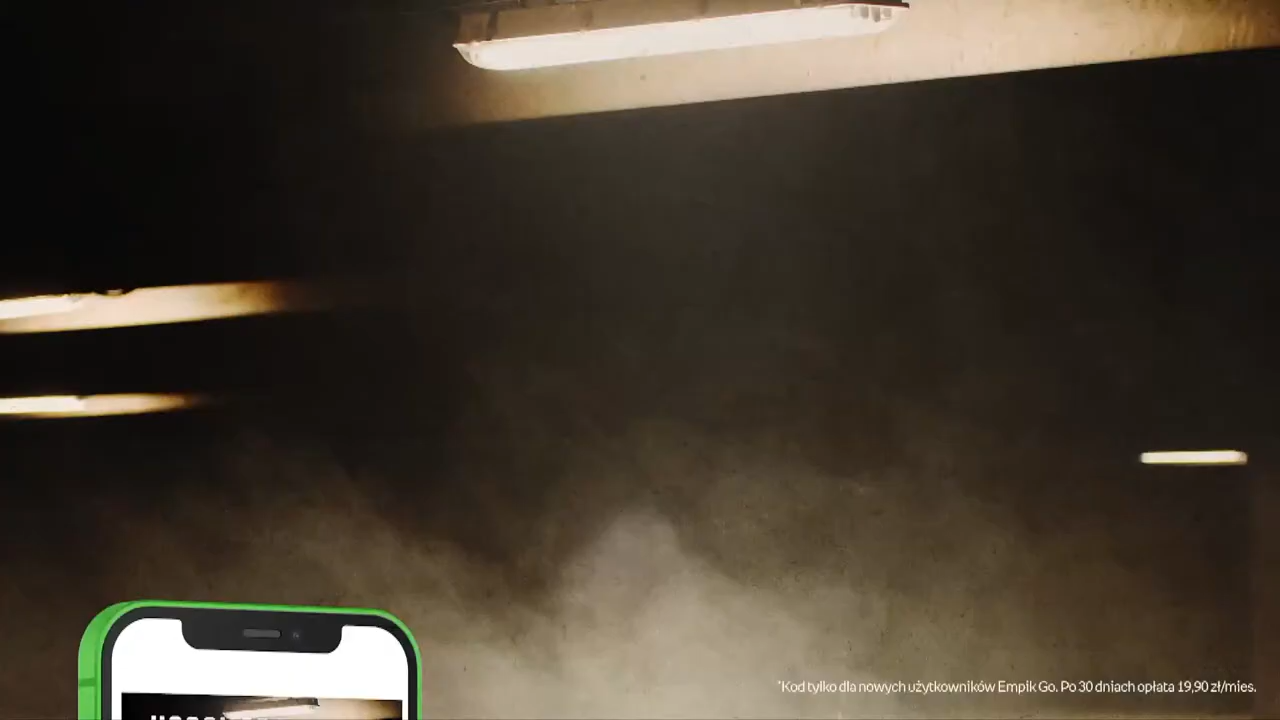 *Kod tylko dla nowych użytkowników Empik Go. Po 30 dniach opłata 19,90 zł/mies.